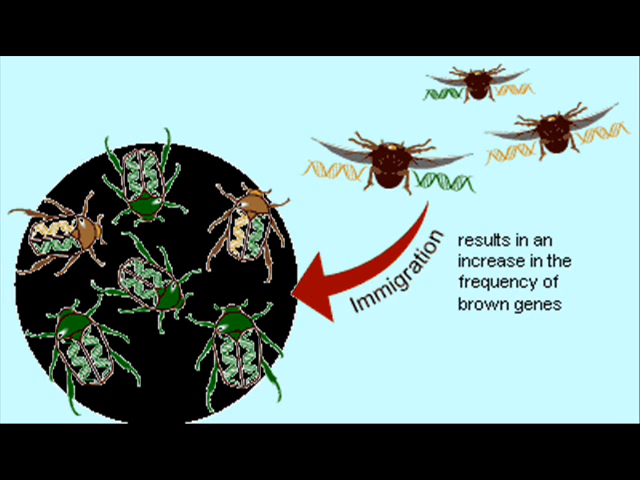 Immigration
results in an
increase in the
frequency of
brown genes